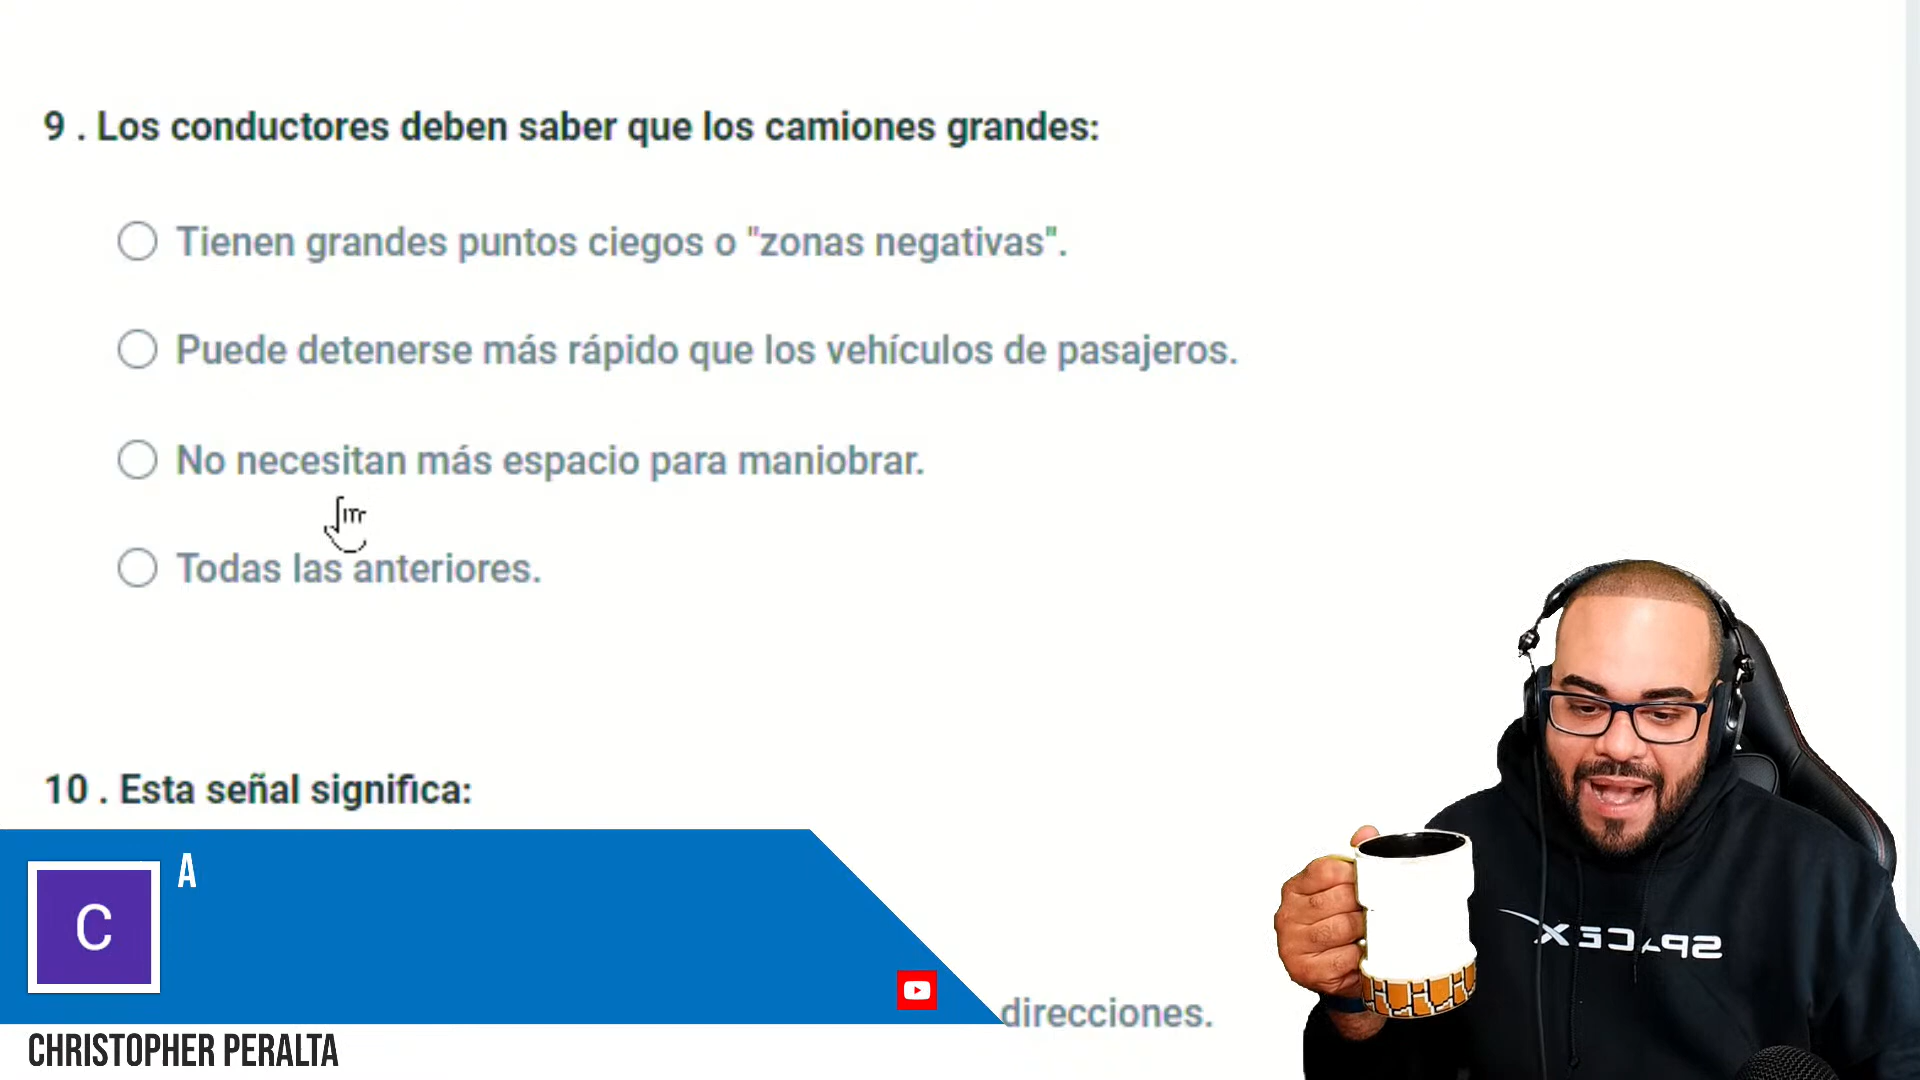 9 . Los conductores deben saber que los camiones grandes:
Tienen grandes puntos ciegos o "zonas negativas".
Puede detenerse más rápido que los vehículos de pasajeros.
No necesitan más espacio para maniobrar.
Todas las anteriores.
10 . Esta señal significa:
A
C
direcciones.
CHRISTOPHER PERALTA
SPACEX